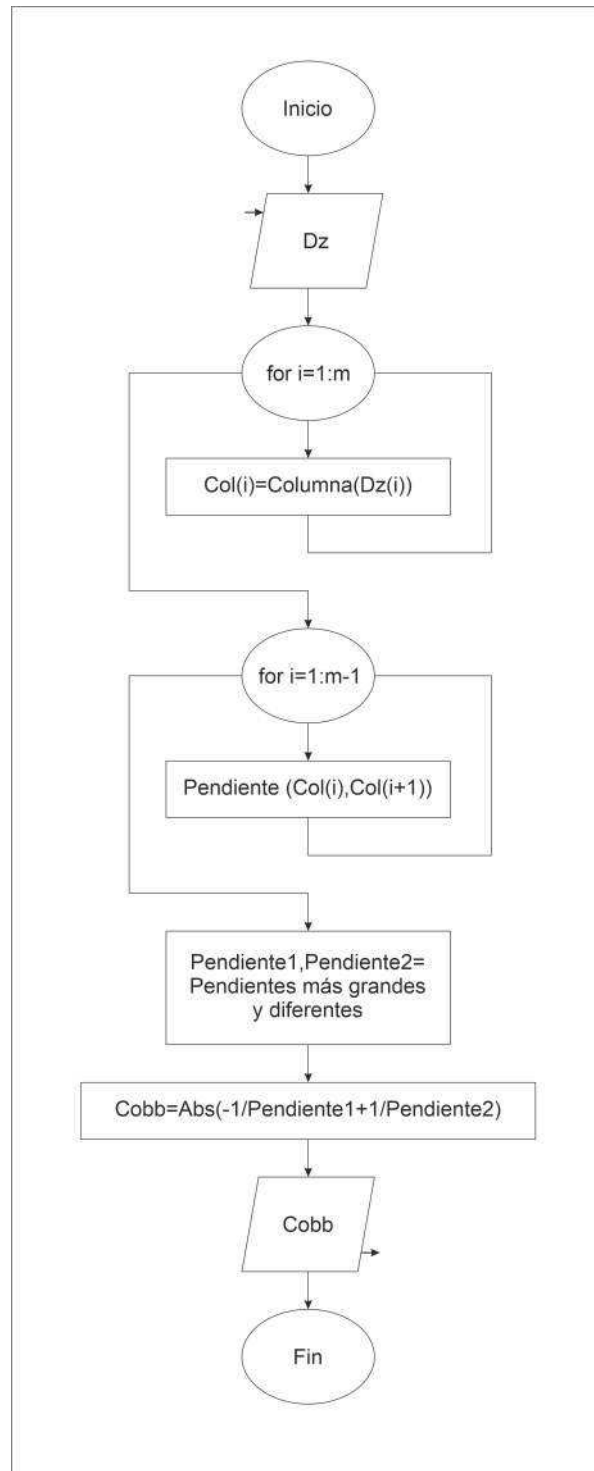 Inicio
Dz
for i=1:m
Col(i)=Columna(Dz(i))
for i=1:m-1
Pendiente (Col(i),Col(i+1))
Pendiente1,Pendiente2=
Pendientes más grandes
y diferentes
Cobb=Abs(-1/Pendiente1+1/Pendiente2)
Cobb
Fin